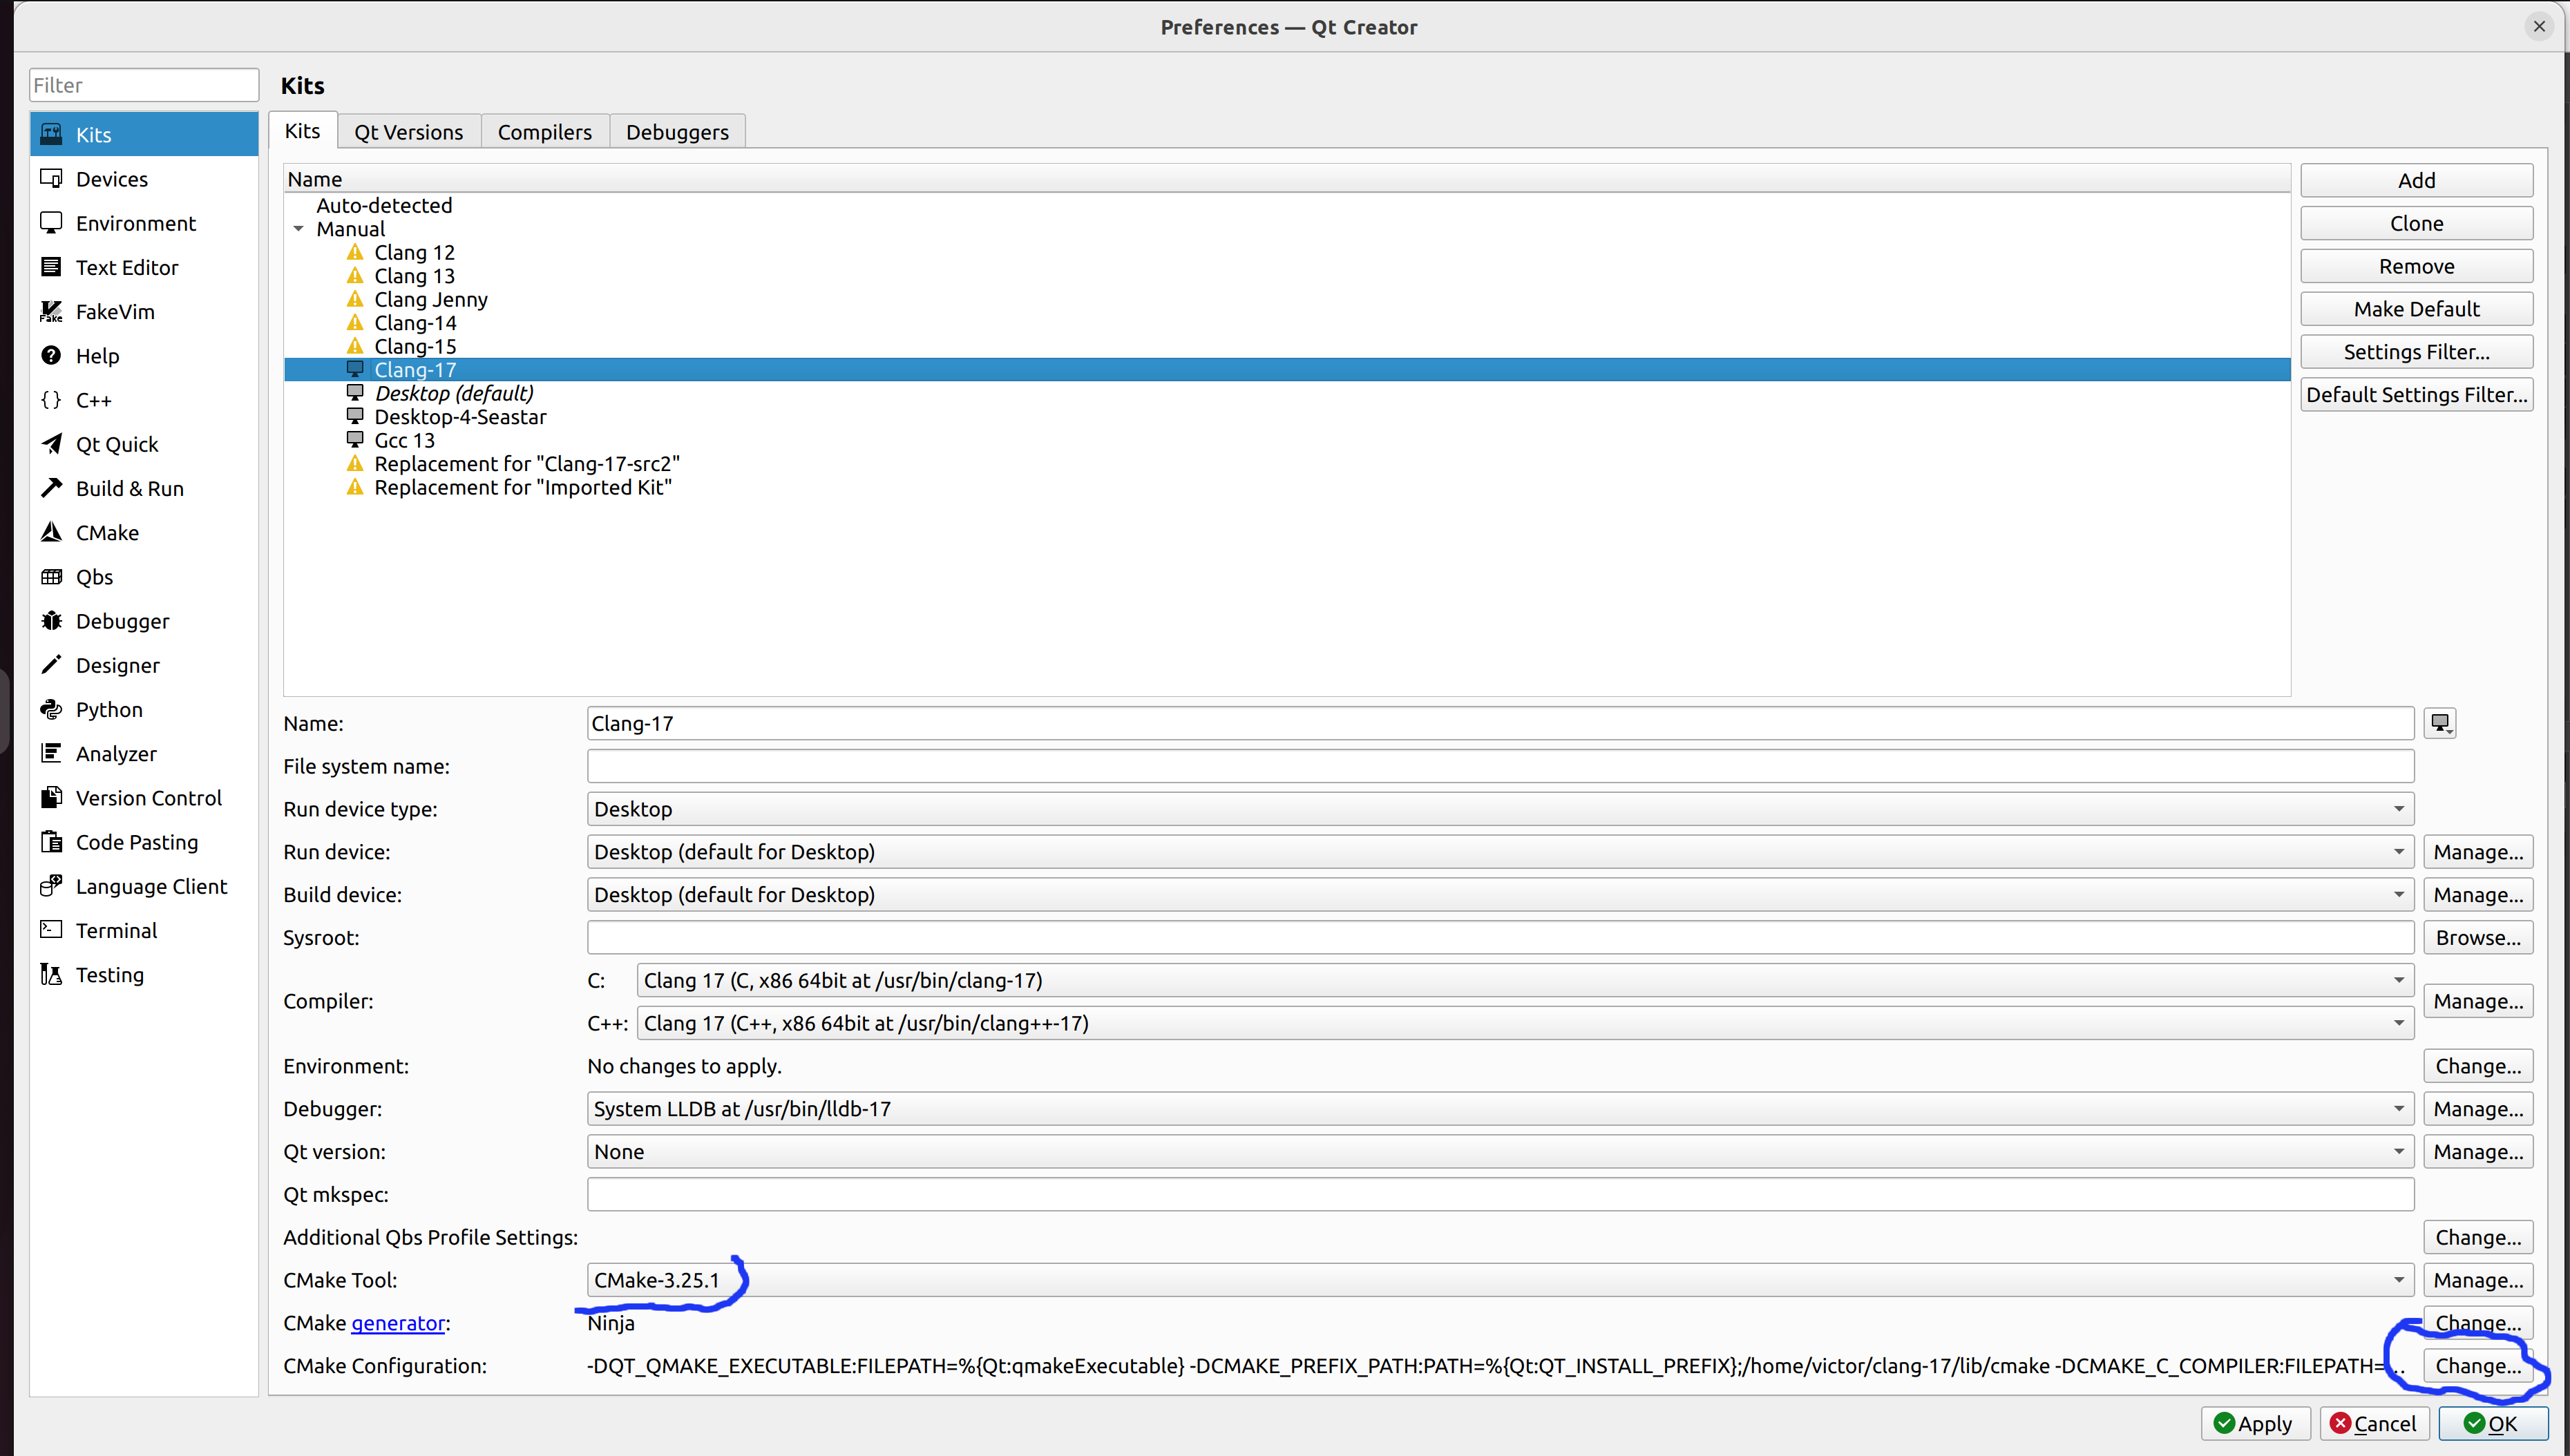 Preferences — Qt Creator
Filter
Kits
Devices
Environment
Text Editor
FakeVim
Help
C++
Qt Quick
Build & Run
CMake
Qbs
Debugger
Designer
Python
Analyzer
Version Control
Code Pasting
Language Client
Terminal
Testing
Kits
Kits Qt Versions Compilers Debuggers
Name
Auto-detected
Manual
Clang 12
Clang 13
Clang Jenny
Clang-14
Clang-15
Clang-17
Desktop (default)
Desktop-4-Seastar
Gcc 13
Replacement for "Clang-17-src2"
Replacement for "Imported Kit"
Add
Clone
Remove
Make Default
Settings Filter...
Default Settings Filter...
Name: Clang-17
File system name:
Run device type: Desktop
Run device: Desktop (default for Desktop) Manage...
Build device: Desktop (default for Desktop) Manage...
Sysroot: Browse...
Compiler: Manage...
C: Clang 17 (C, x86 64bit at /usr/bin/clang-17)
C++: Clang 17 (C++, x86 64bit at /usr/bin/clang++-17)
Environment: No changes to apply. Change...
Debugger: System LLDB at /usr/bin/lldb-17 Manage...
Qt version: None Manage...
Qt mkspec:
Additional Qbs Profile Settings: Change...
CMake Tool: CMake-3.25.1 Manage...
CMake generator: Ninja Change...
CMake Configuration: -DQT_QMAKE_EXECUTABLE:FILEPATH=%{Qt:qmakeExecutable} -DCMAKE_PREFIX_PATH:PATH=%{Qt:QT_INSTALL_PREFIX};/home/victor/clang-17/lib/cmake -DCMAKE_C_COMPILER:FILEPATH=... Change...
Apply Cancel OK